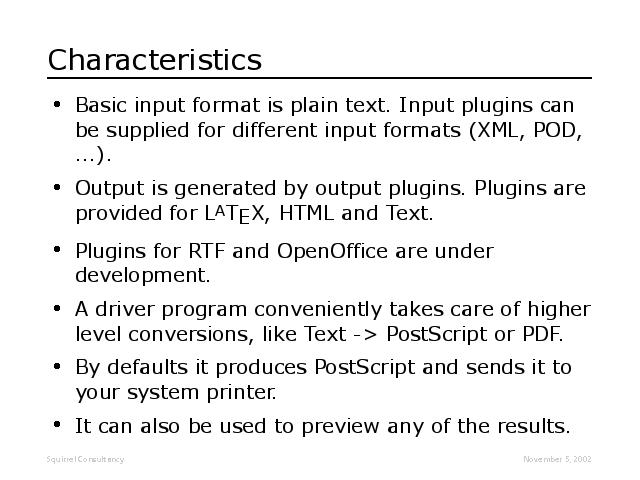 Characteristics
• Basic input format is plain text. Input plugins can
be supplied for different input formats (XML, POD,
...).
• Output is generated by output plugins. Plugins are
provided for LATEX, HTML and Text.
• Plugins for RTF and OpenOffice are under
development.
• A driver program conveniently takes care of higher
level conversions, like Text -> PostScript or PDF.
• By defaults it produces PostScript and sends it to
your system printer.
• It can also be used to preview any of the results.
Squirrel Consultancy
November 5, 2002